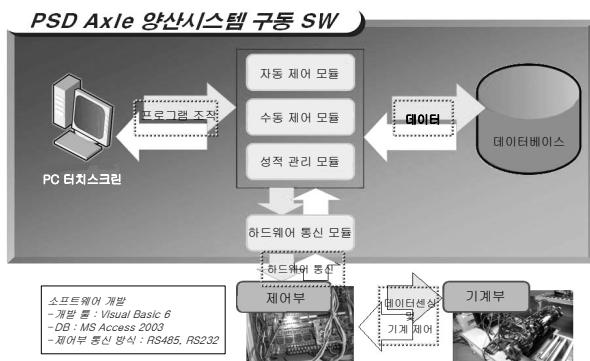 PSD Axle 양산시스템 구동 SW
자동 제어 모듈
수동 제어 모듈
성적 관리 모듈
프로그램 조작
데이터
데이터베이스
PC 터치스크린
하드웨어 통신 모듈
하드웨어 통신
제어부
데이터센싱
및
기계 제어
기계부
소프트웨어 개발
-개발 툴 : Visual Basic 6
-DB : MS Access 2003
-제어부 통신 방식 : RS485, RS232